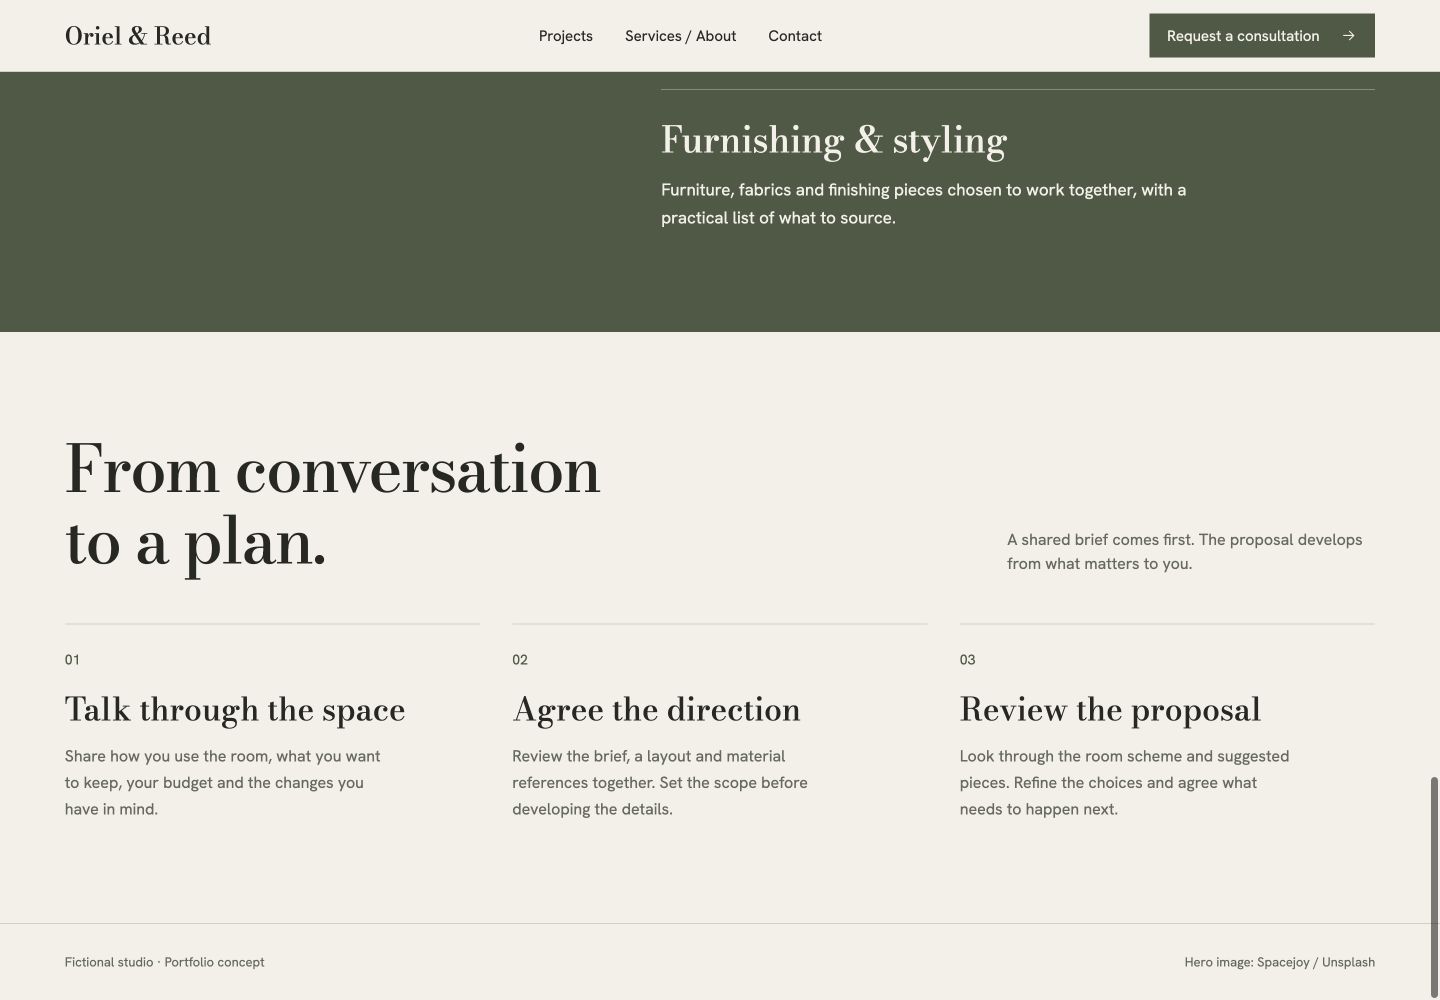 Oriel & Reed
Projects
Services / About
Contact
Request a consultation →
Furnishing & styling
Furniture, fabrics and finishing pieces chosen to work together, with a
practical list of what to source.
From conversation
to a plan.
A shared brief comes first. The proposal develops
from what matters to you.
01
Talk through the space
Share how you use the room, what you want
to keep, your budget and the changes you
have in mind.
02
Agree the direction
Review the brief, a layout and material
references together. Set the scope before
developing the details.
03
Review the proposal
Look through the room scheme and suggested
pieces. Refine the choices and agree what
needs to happen next.
Fictional studio · Portfolio concept
Hero image: Spacejoy / Unsplash